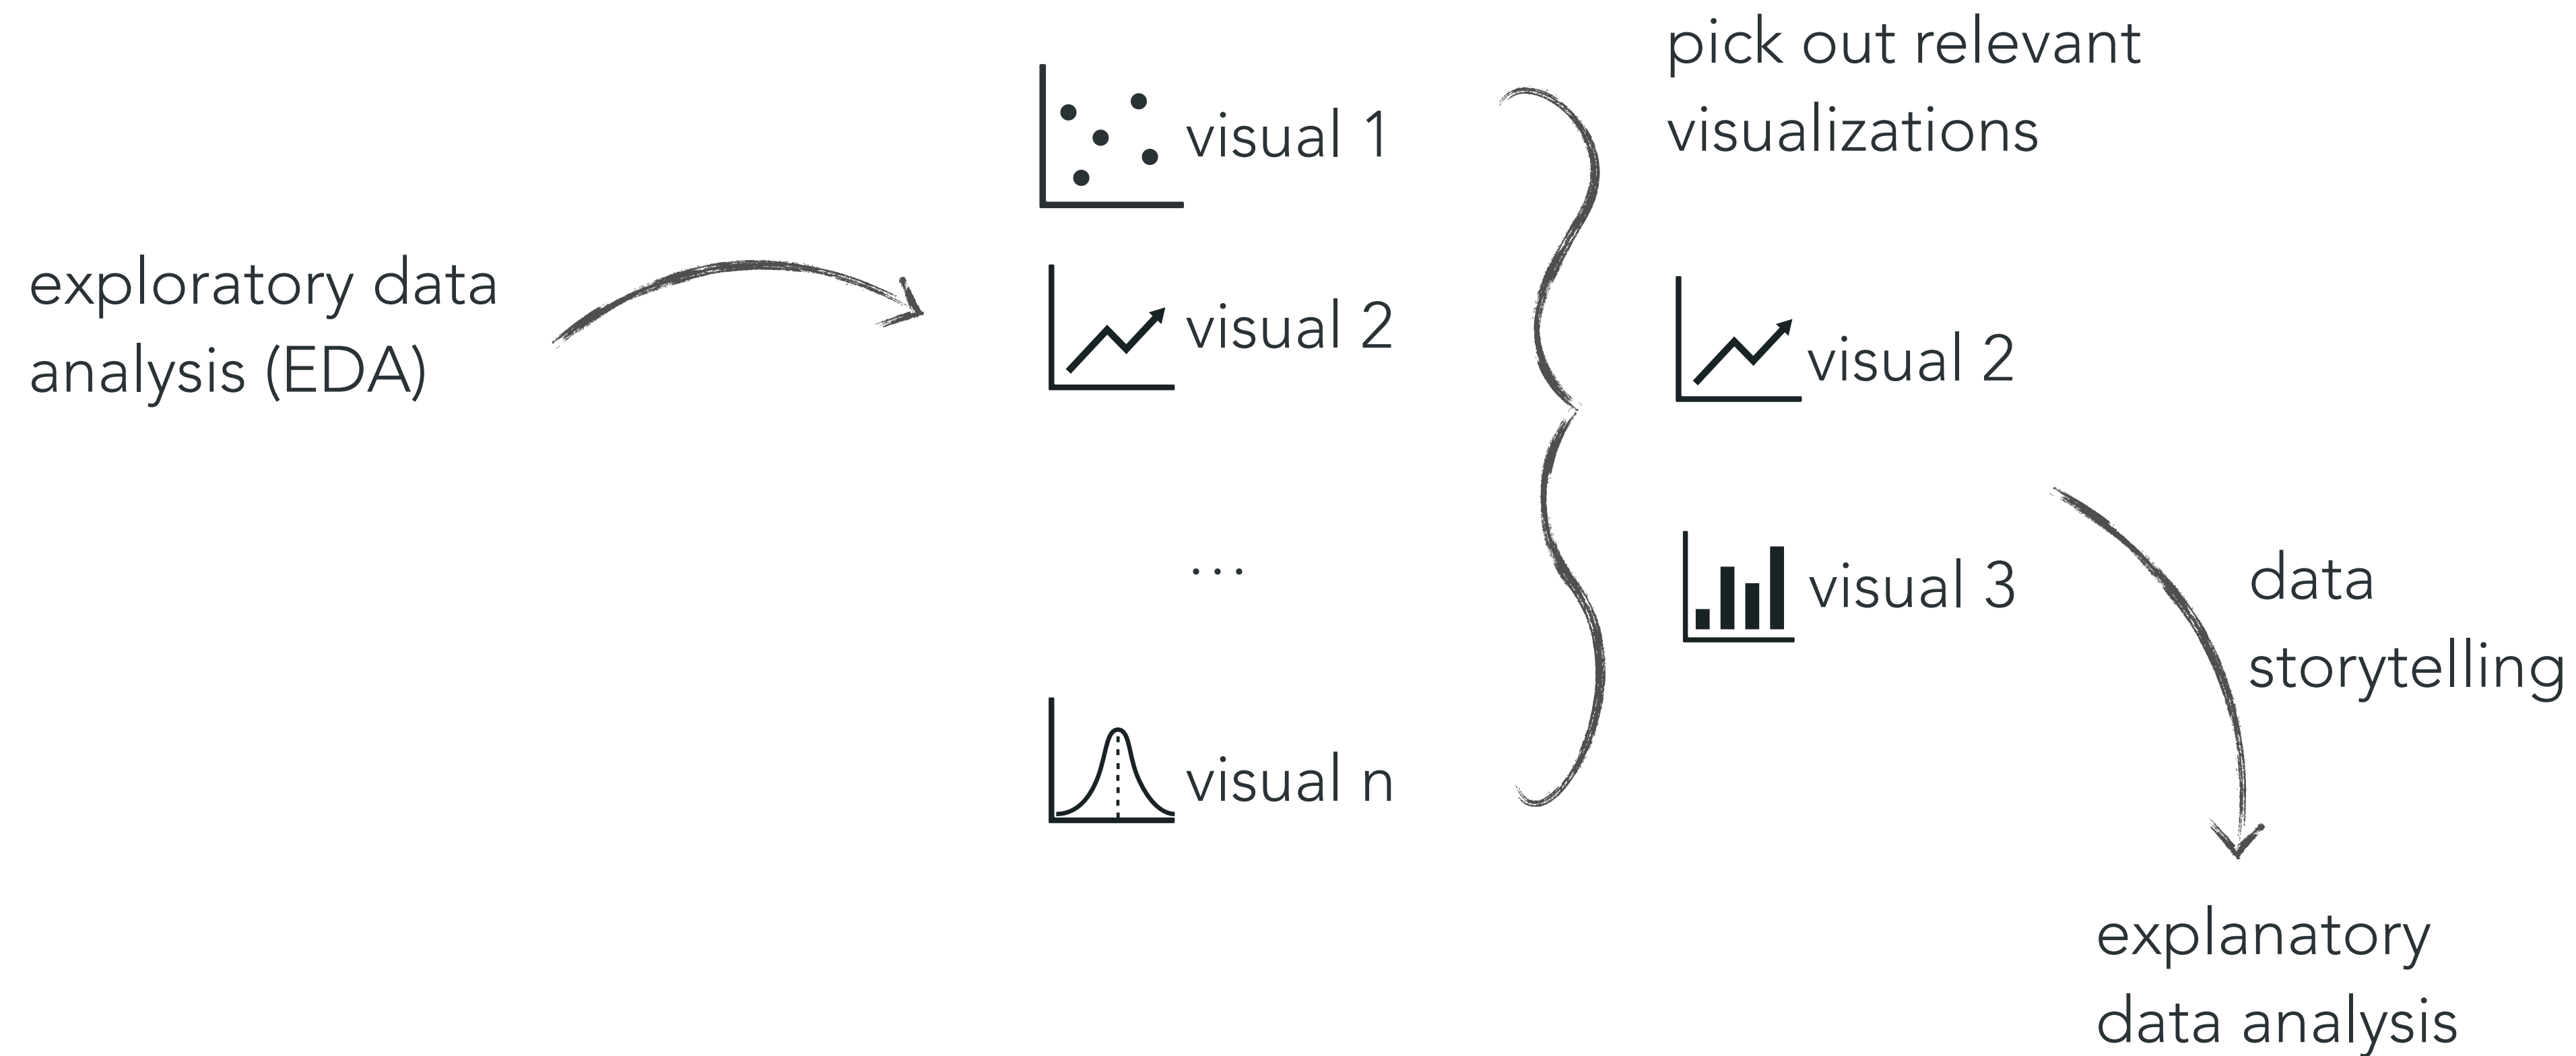 exploratory data
analysis (EDA)
visual 1
visual 2
...
visual n
pick out relevant
visualizations
visual 2
visual 3
data
storytelling
explanatory
data analysis